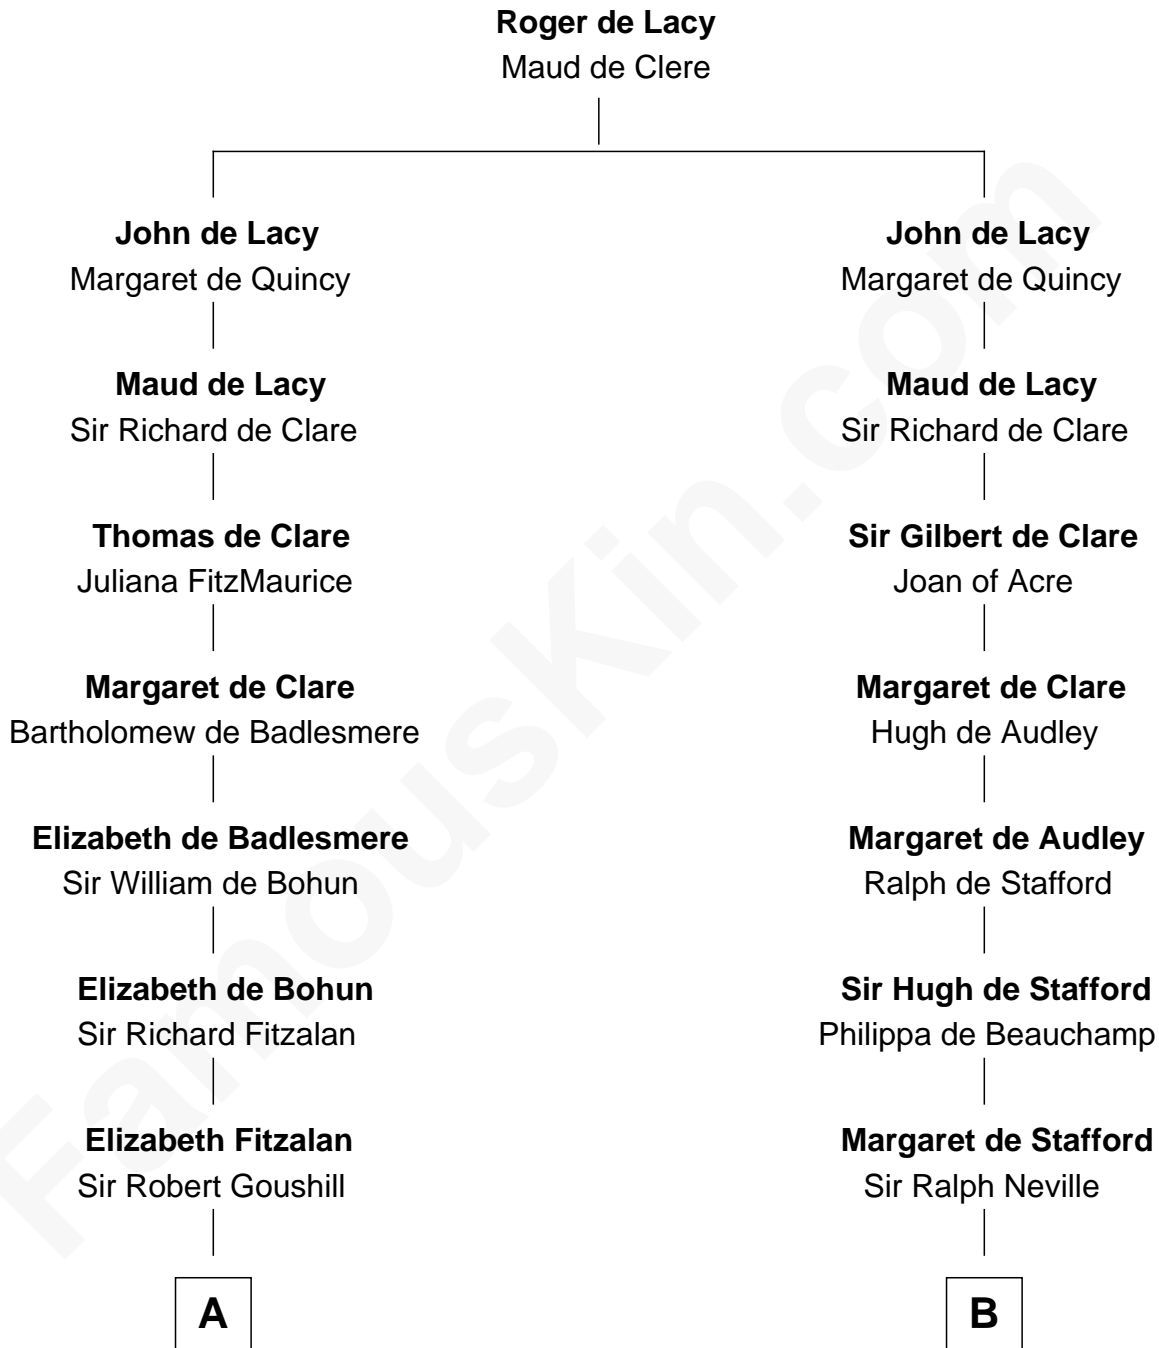 Roger de Lacy
Maud de Clere
John de Lacy
Margaret de Quincy
Maud de Lacy
Sir Richard de Clare
Thomas de Clare
Juliana FitzMaurice
Margaret de Clare
Bartholomew de Badlesmere
Elizabeth de Badlesmere
Sir William de Bohun
Elizabeth de Bohun
Sir Richard Fitzalan
Elizabeth Fitzalan
Sir Robert Goushill
A
John de Lacy
Margaret de Quincy
Maud de Lacy
Sir Richard de Clare
Sir Gilbert de Clare
Joan of Acre
Margaret de Clare
Hugh de Audley
Margaret de Audley
Ralph de Stafford
Sir Hugh de Stafford
Philippa de Beauchamp
Margaret de Stafford
Sir Ralph Neville
B
FamousKin.com